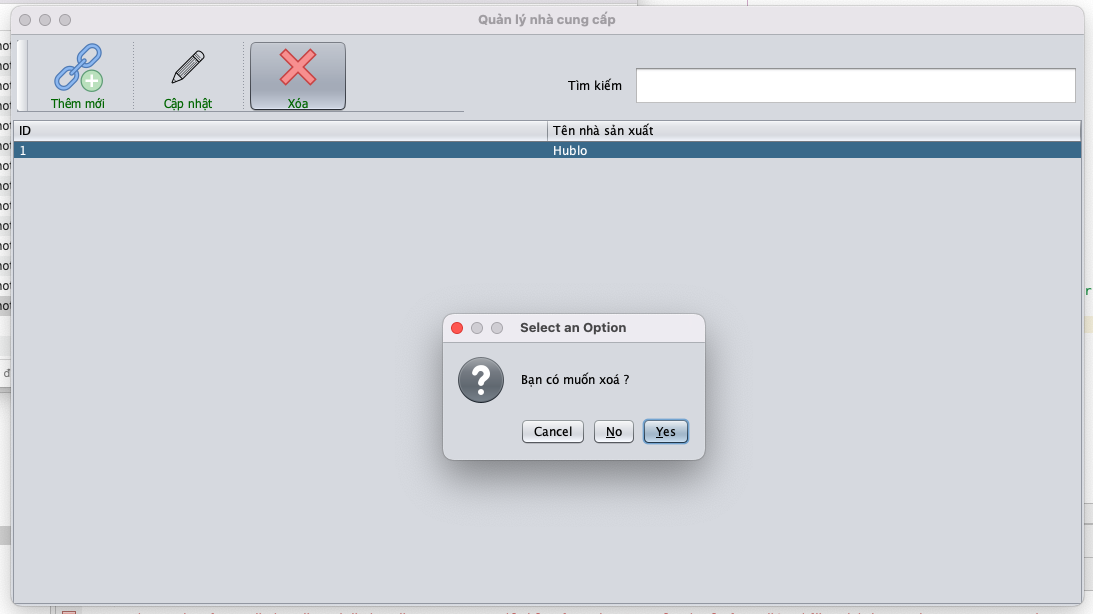 Quản lý nhà cung cấp
Thêm mới
Cập nhật
Xóa
Tìm kiếm
ID
Tên nhà sản xuất
1
Hublo
Select an Option
Bạn có muốn xoá ?
Cancel
No
Yes